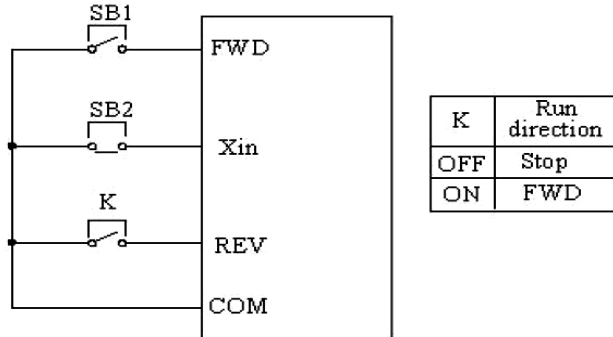 SB1
FWD
SB2
Xin
K
REV
COM
K Run direction
OFF Stop
ON FWD